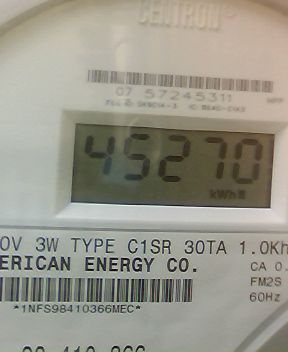 CENTRON®
07 57245311
45270
kWh
0V 3W TYPE C1SR 30TA 1.0Kh
ERICAN ENERGY CO.
CA 0.
FM2S
*1NFS98410366MEC*
60Hz